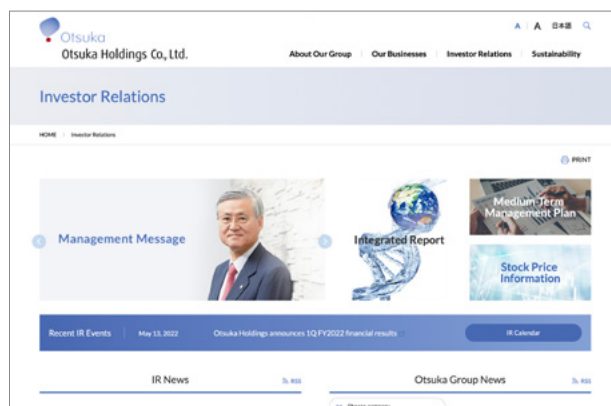 Otsuka
A A 日本語
Otsuka Holdings Co., Ltd.
About Our Group Our Businesses Investor Relations Sustainability
Investor Relations
HOME Investor Relations
PRINT
Management Message
Integrated Report
Medium-Term
Management Plan
Stock Price
Information
Recent IR Events May 13, 2022 Otsuka Holdings announces 1Q FY2022 financial results IR Calendar
IR News RSS
Otsuka Group News RSS